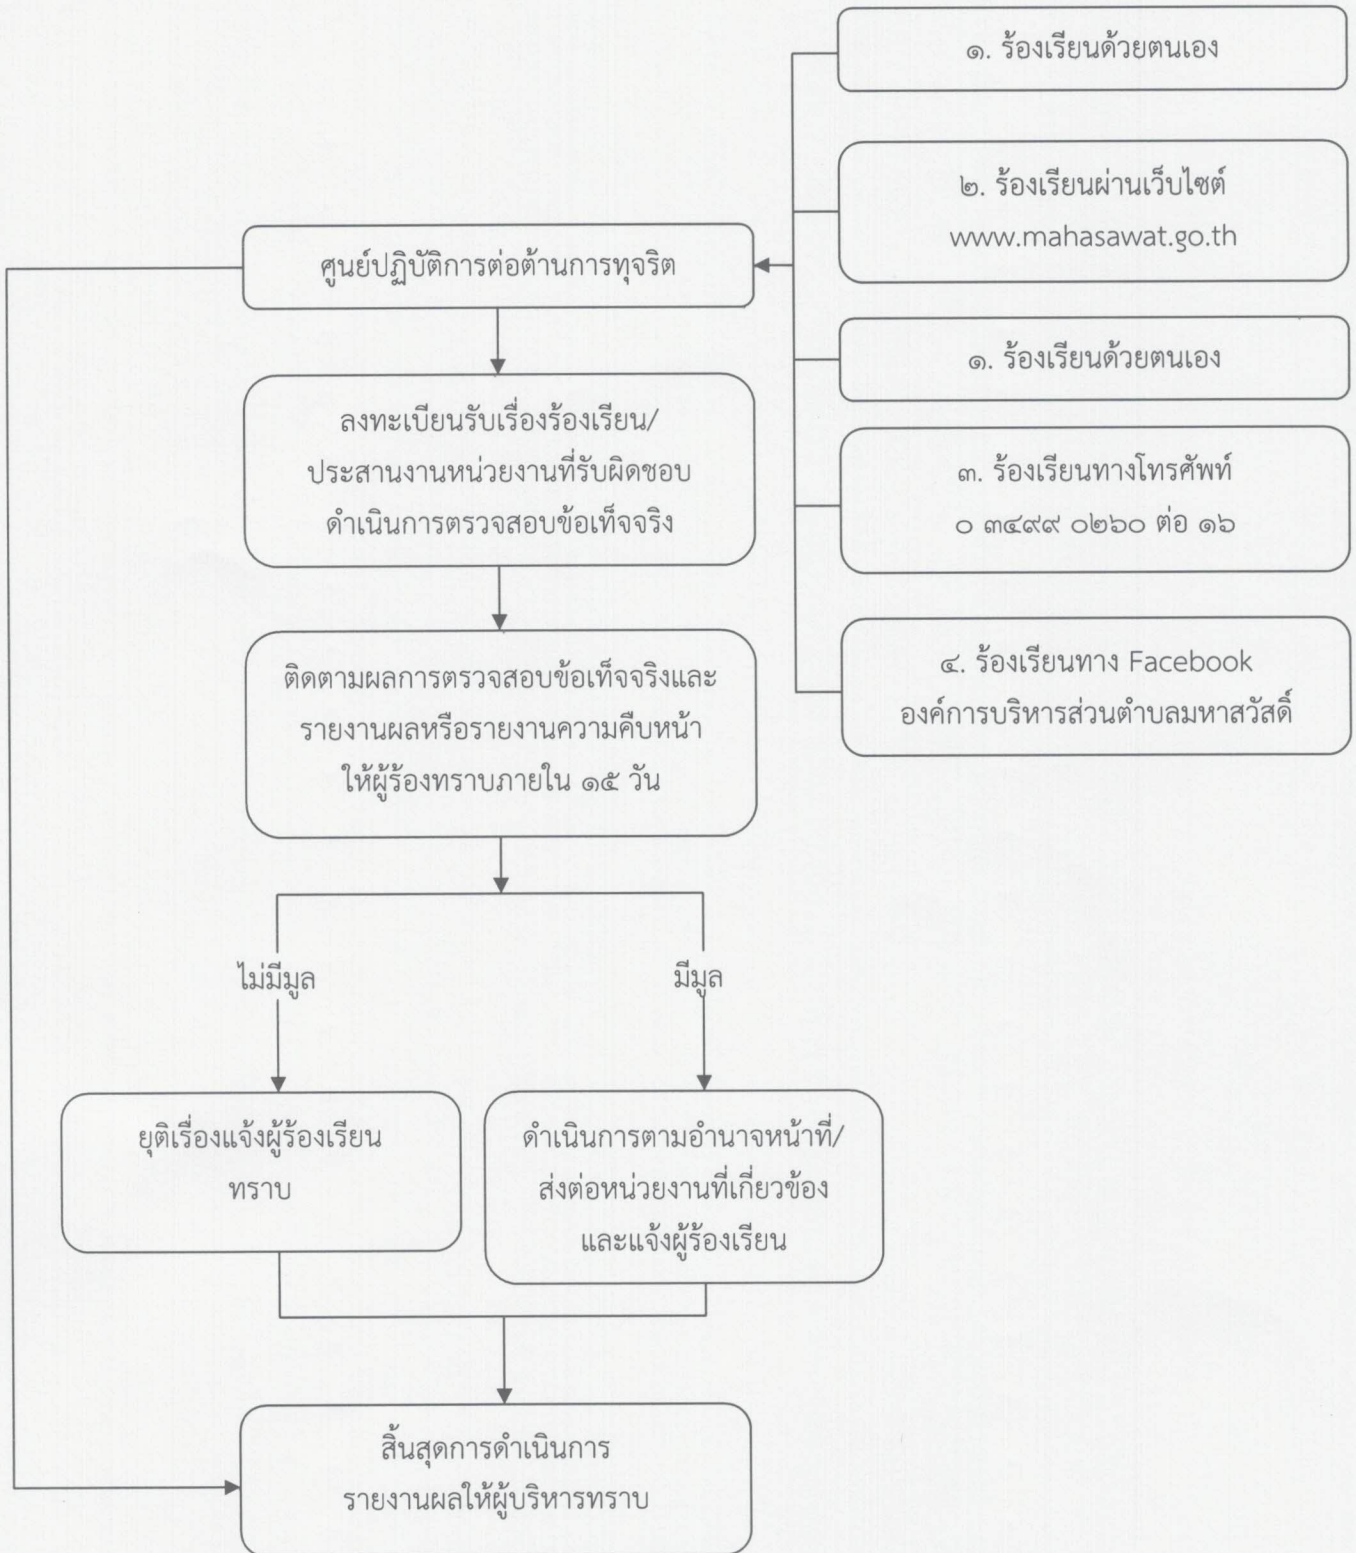 ๑. ร้องเรียนด้วยตนเอง
๒. ร้องเรียนผ่านเว็บไซต์
www.mahasawat.go.th
ศูนย์ปฏิบัติการต่อต้านการทุจริต
๑. ร้องเรียนด้วยตนเอง
ลงทะเบียนรับเรื่องร้องเรียน/
ประสานงานหน่วยงานที่รับผิดชอบ
ดำเนินการตรวจสอบข้อเท็จจริง
๓. ร้องเรียนทางโทรศัพท์
๐ ๓๔๙๙ ๐๒๖๐ ต่อ ๑๖
๔. ร้องเรียนทาง Facebook
องค์การบริหารส่วนตำบลมหาสวัสดิ์
ติดตามผลการตรวจสอบข้อเท็จจริงและ
รายงานผลหรือรายงานความคืบหน้า
ให้ผู้ร้องทราบภายใน ๑๕ วัน
ไม่มีมูล
มีมูล
ยุติเรื่องแจ้งผู้ร้องเรียน
ทราบ
ดำเนินการตามอำนาจหน้าที่/
ส่งต่อหน่วยงานที่เกี่ยวข้อง
และแจ้งผู้ร้องเรียน
สิ้นสุดการดำเนินการ
รายงานผลให้ผู้บริหารทราบ